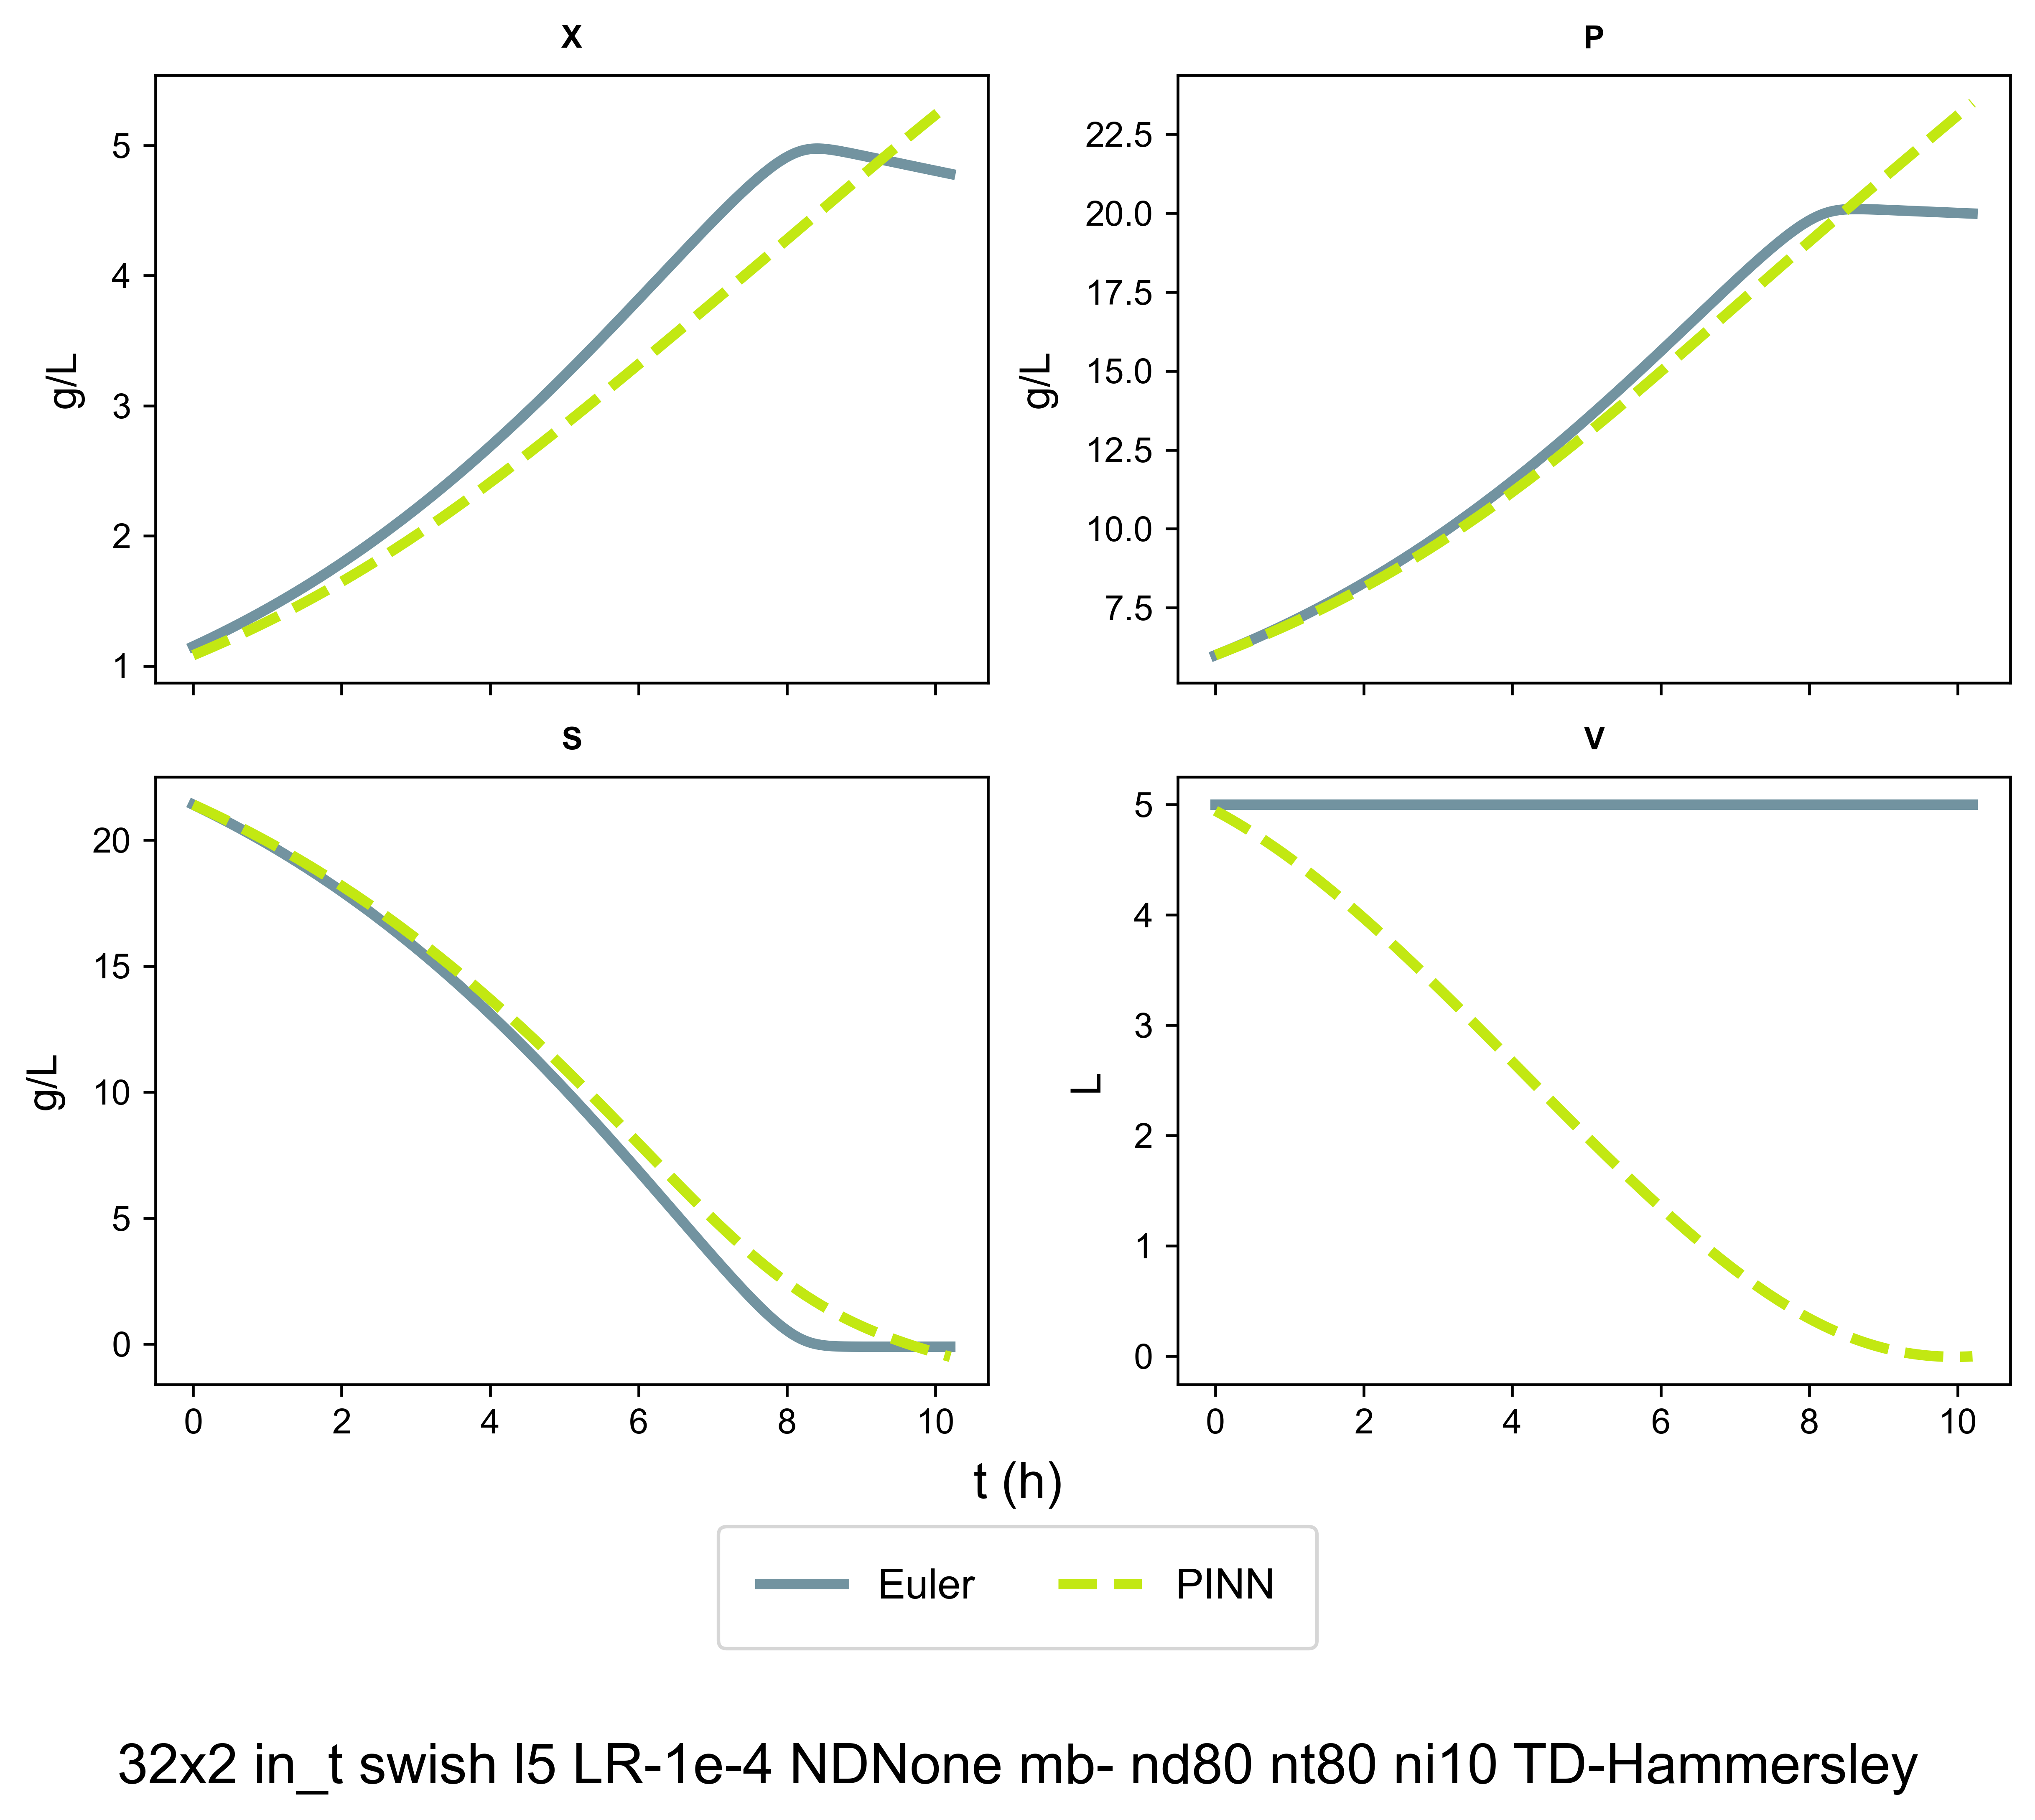 X
5
4
3
2
1
g/L
P
22.5
20.0
17.5
15.0
12.5
10.0
7.5
g/L
S
20
15
10
5
0
g/L
0 2 4 6 8 10
V
5
4
3
2
1
0
L
0 2 4 6 8 10
t (h)
Euler PINN
32x2 in_t swish l5 LR-1e-4 NDNone mb- nd80 nt80 ni10 TD-Hammersley